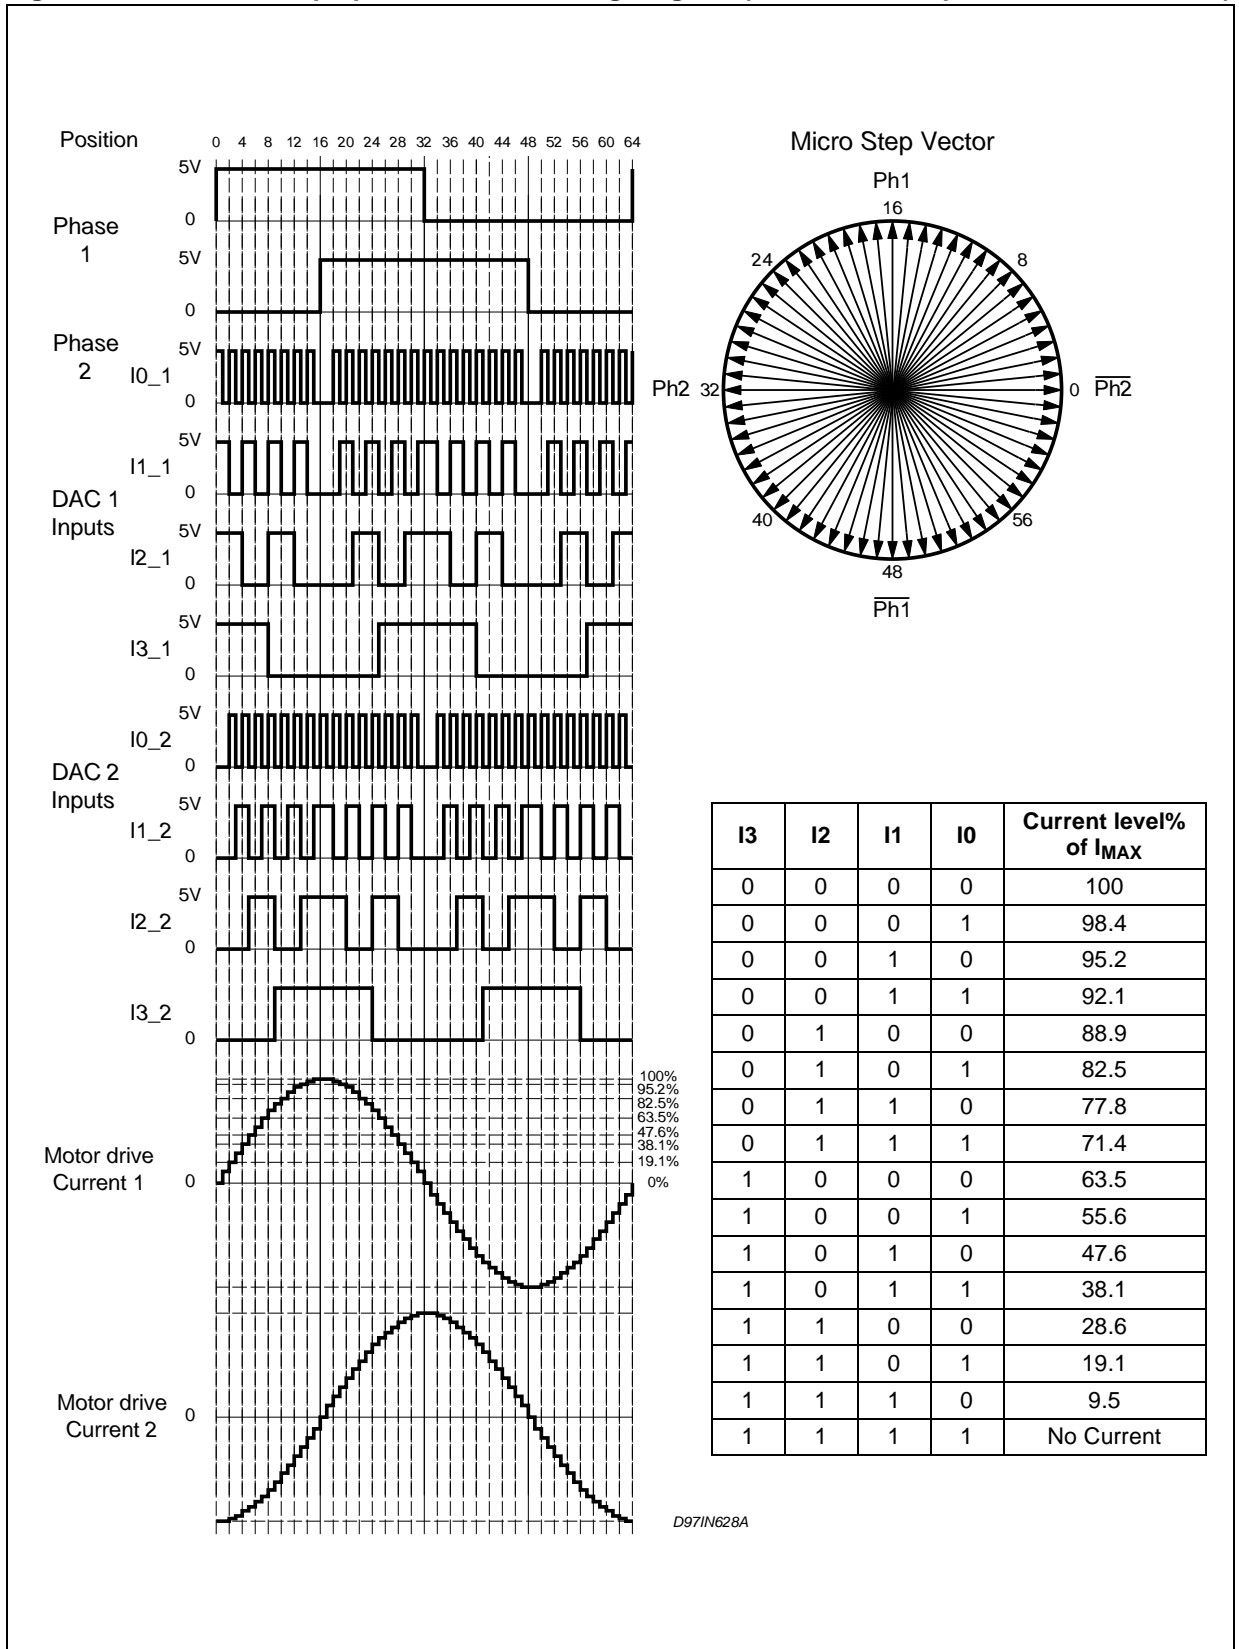 Position
0 4 8 12 16 20 24 28 32 36 40 44 48 52 56 60 64
5V
0
Phase
1
5V
0
Phase
2
I0_1
5V
0
I1_1
5V
0
DAC 1
Inputs
I2_1
5V
0
I3_1
5V
0
I0_2
5V
0
DAC 2
Inputs
I1_2
5V
0
I2_2
5V
0
I3_2
0
100%
95.2%
82.5%
63.5%
47.6%
38.1%
19.1%
0%
Motor drive
Current 1
0
Motor drive
Current 2
0
Micro Step Vector
Ph1
16
24
8
Ph2 32
0 Ph2
40
56
48
Ph1
I3 I2 I1 I0 Current level%
of IMAX
0 0 0 0 100
0 0 0 1 98.4
0 0 1 0 95.2
0 0 1 1 92.1
0 1 0 0 88.9
0 1 0 1 82.5
0 1 1 0 77.8
0 1 1 1 71.4
1 0 0 0 63.5
1 0 0 1 55.6
1 0 1 0 47.6
1 0 1 1 38.1
1 1 0 0 28.6
1 1 0 1 19.1
1 1 1 0 9.5
1 1 1 1 No Current
D97IN628A